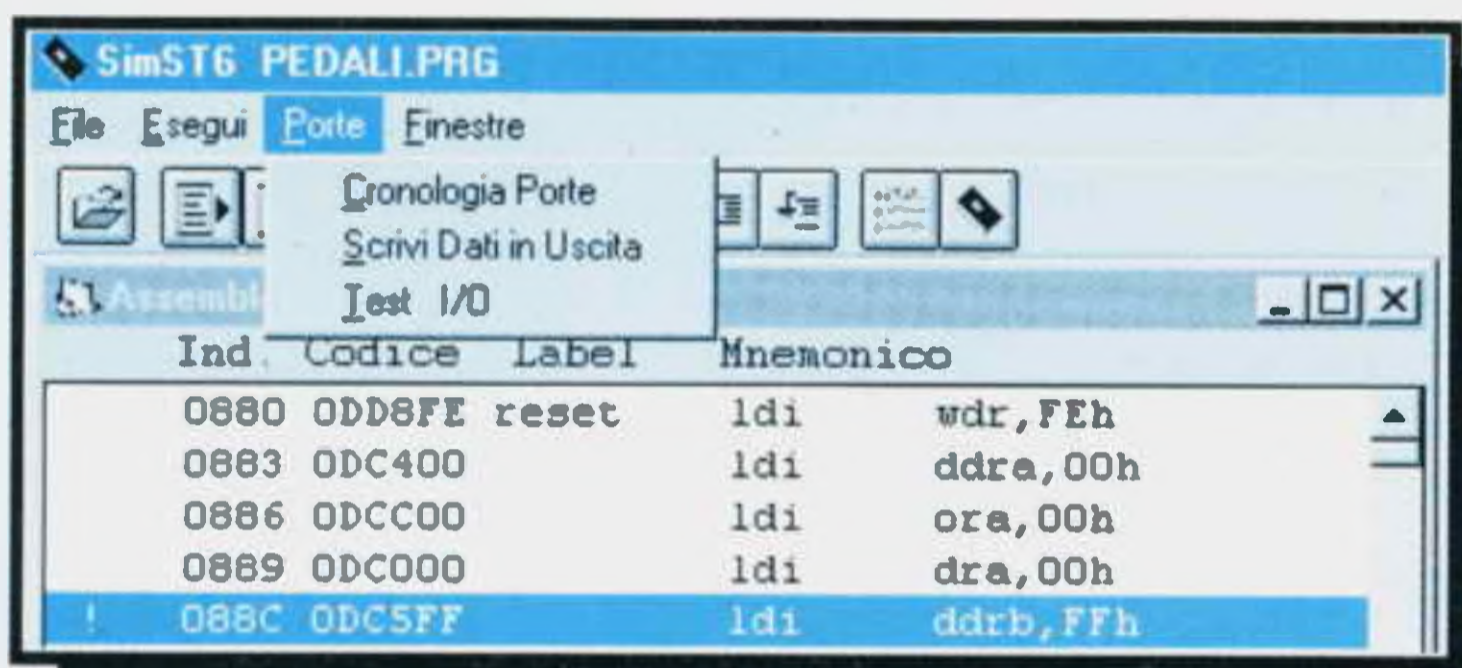 SimST6 PEDALI.PRG
File Esegui Porte Finestre
Cronologia Porte
Scrivi Dati in Uscita
Test I/O
Ind. Codice Label Mnemonico
0880 0DD8FE reset ldi wdr,FEh
0883 0DC400 ldi ddra,00h
0886 0DCC00 ldi ora,00h
0889 0DC000 ldi dra,00h
! 088C 0DC5FF ldi ddrb,FFh